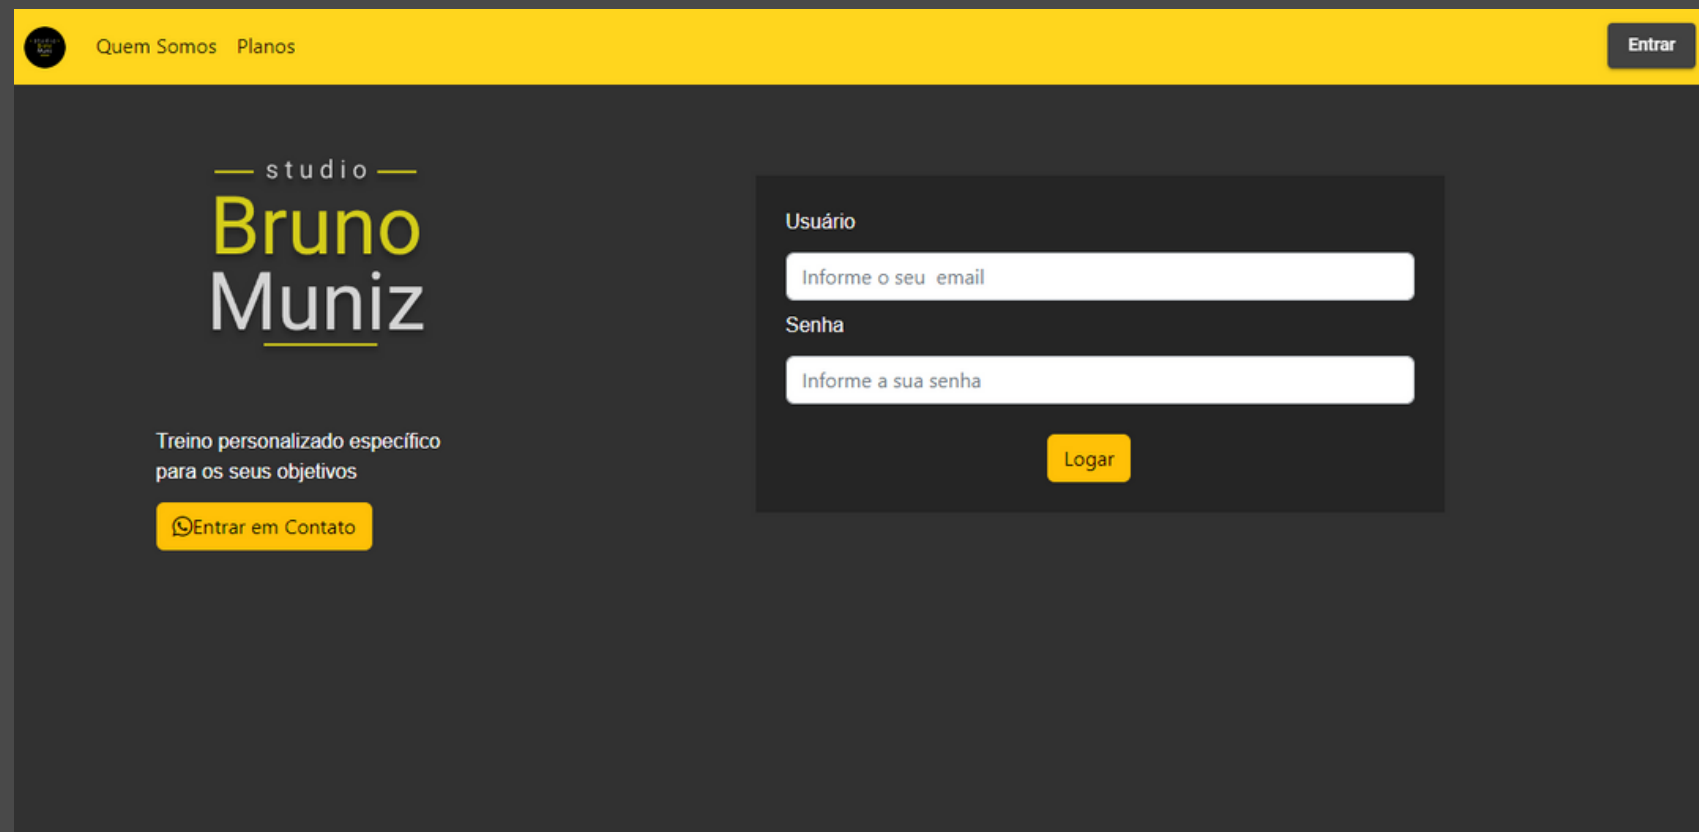 Quem Somos Planos
Entrar
studio
Bruno
Muniz
Treino personalizado específico
para os seus objetivos
Entrar em Contato
Usuário
Informe o seu  email
Senha
Informe a sua senha
Logar